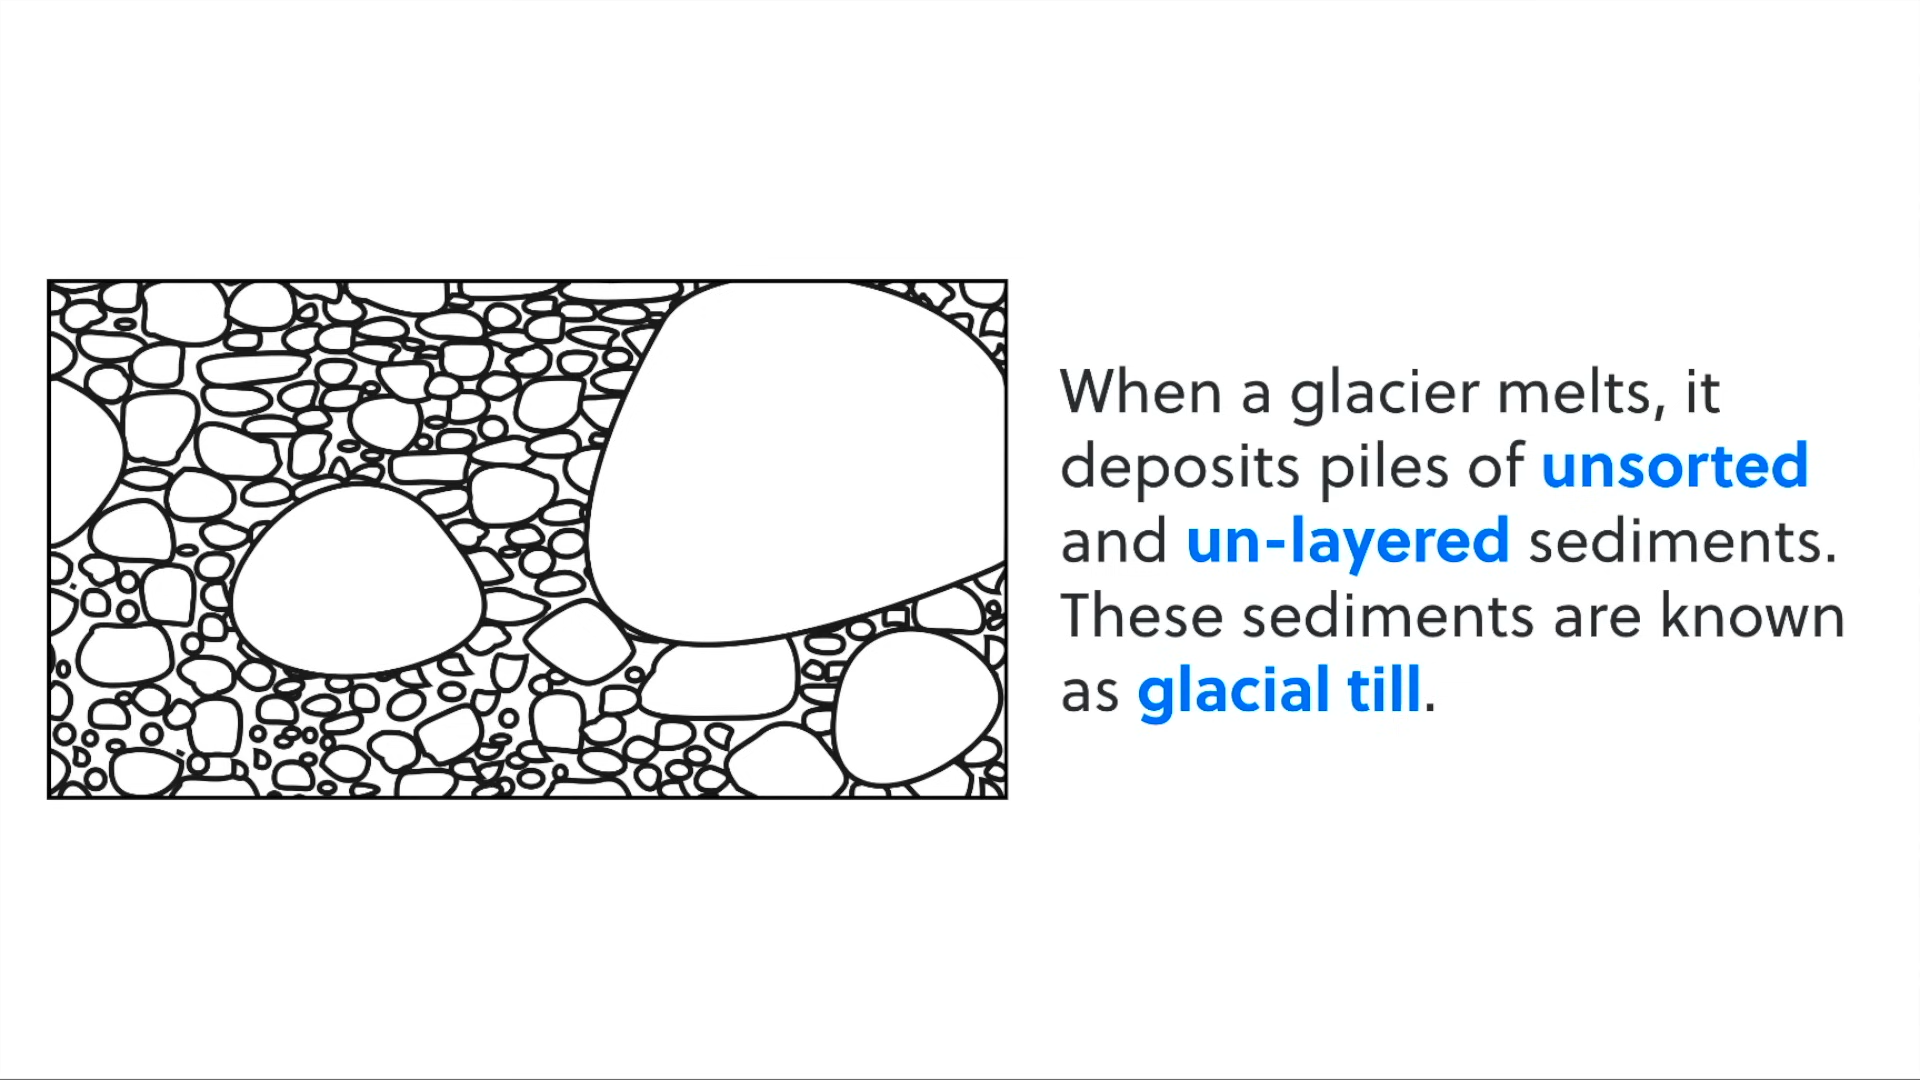 When a glacier melts, it
deposits piles of unsorted
and un-layered sediments.
These sediments are known
as glacial till.